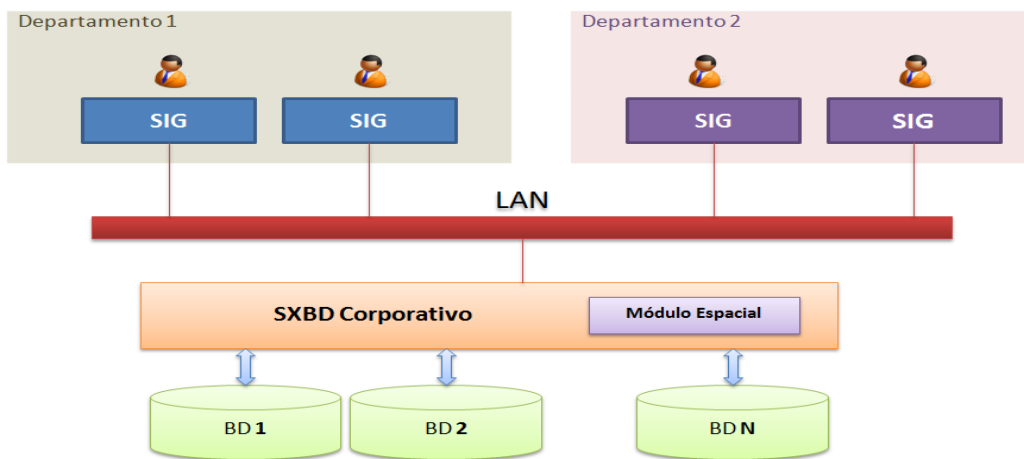 Departamento 1
Departamento 2
SIG
SIG
SIG
SIG
LAN
SXBD Corporativo
Módulo Espacial
BD 1
BD 2
BD N